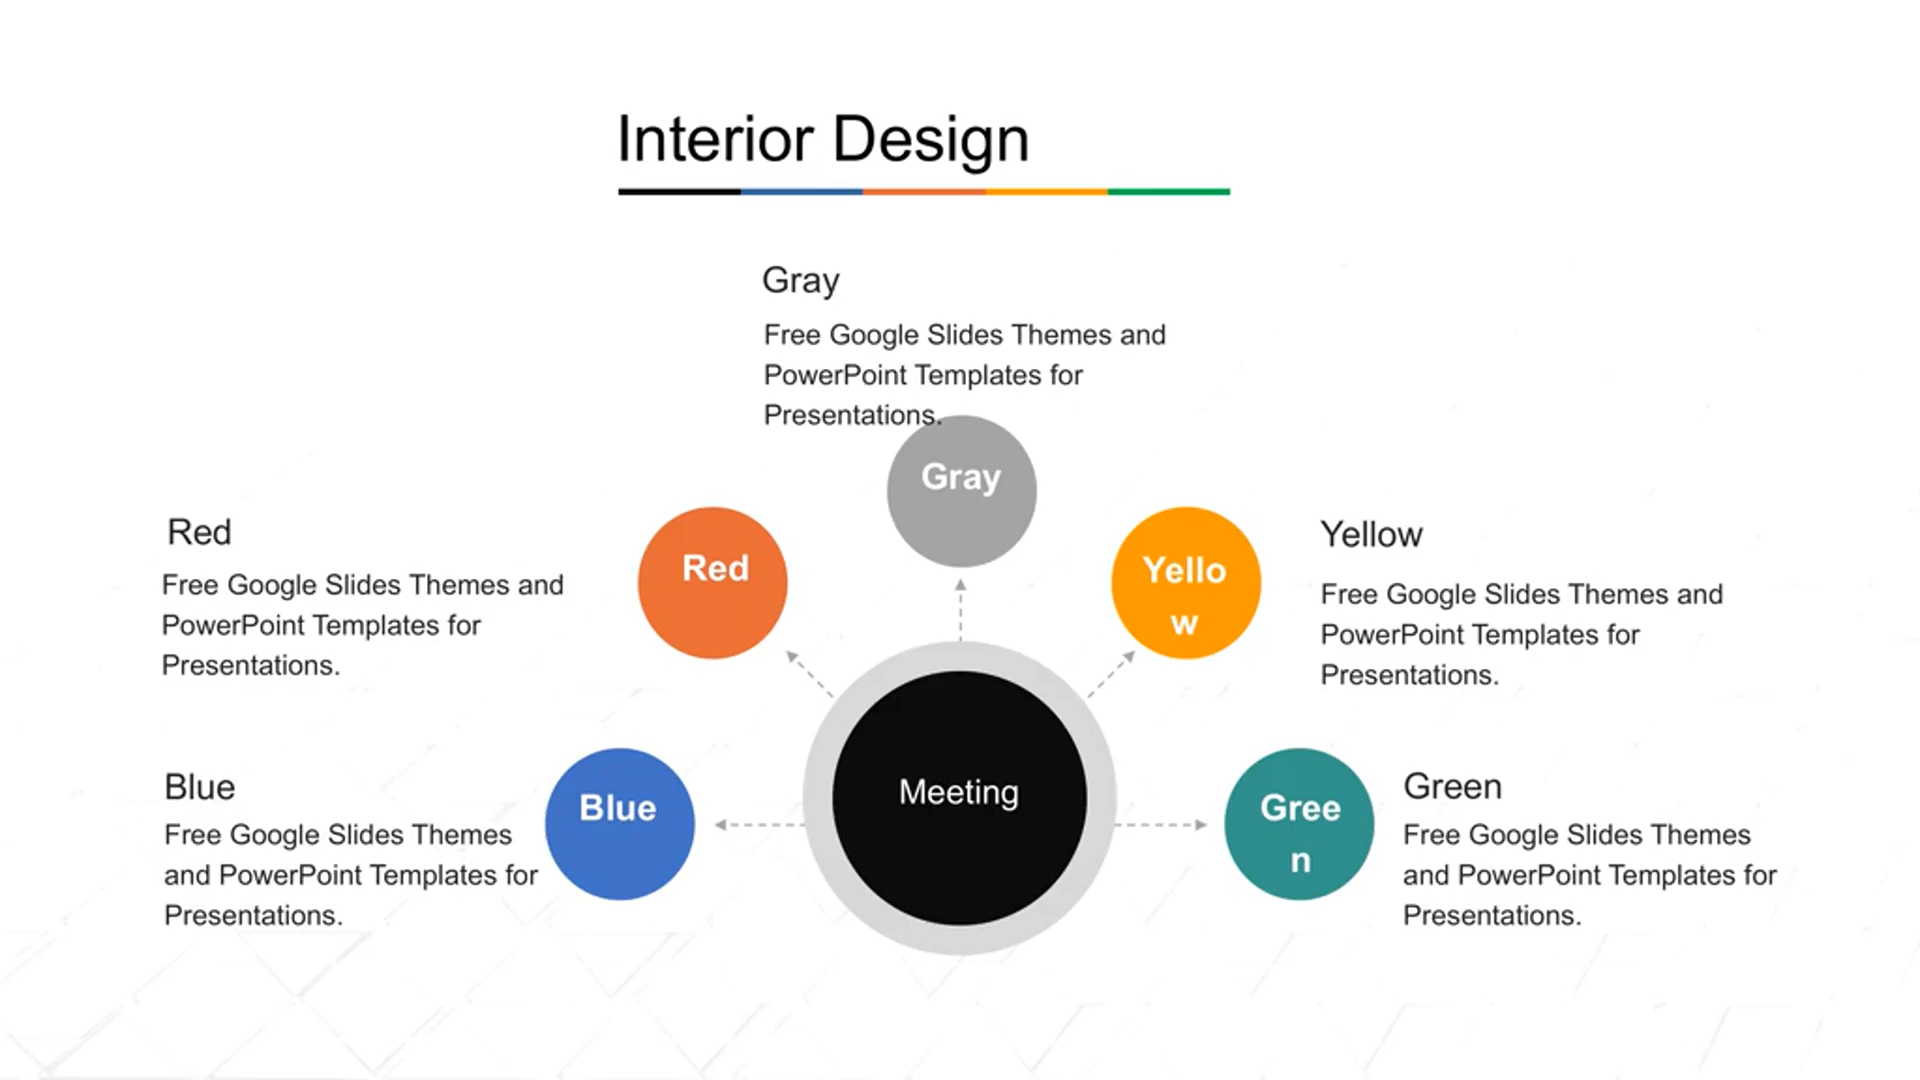 Interior Design
Gray
Free Google Slides Themes and
PowerPoint Templates for
Presentations.
Gray
Red
Free Google Slides Themes and
PowerPoint Templates for
Presentations.
Red
Yello
w
Yellow
Free Google Slides Themes and
PowerPoint Templates for
Presentations.
Blue
Free Google Slides Themes
and PowerPoint Templates for
Presentations.
Blue
Meeting
Gree
n
Green
Free Google Slides Themes
and PowerPoint Templates for
Presentations.